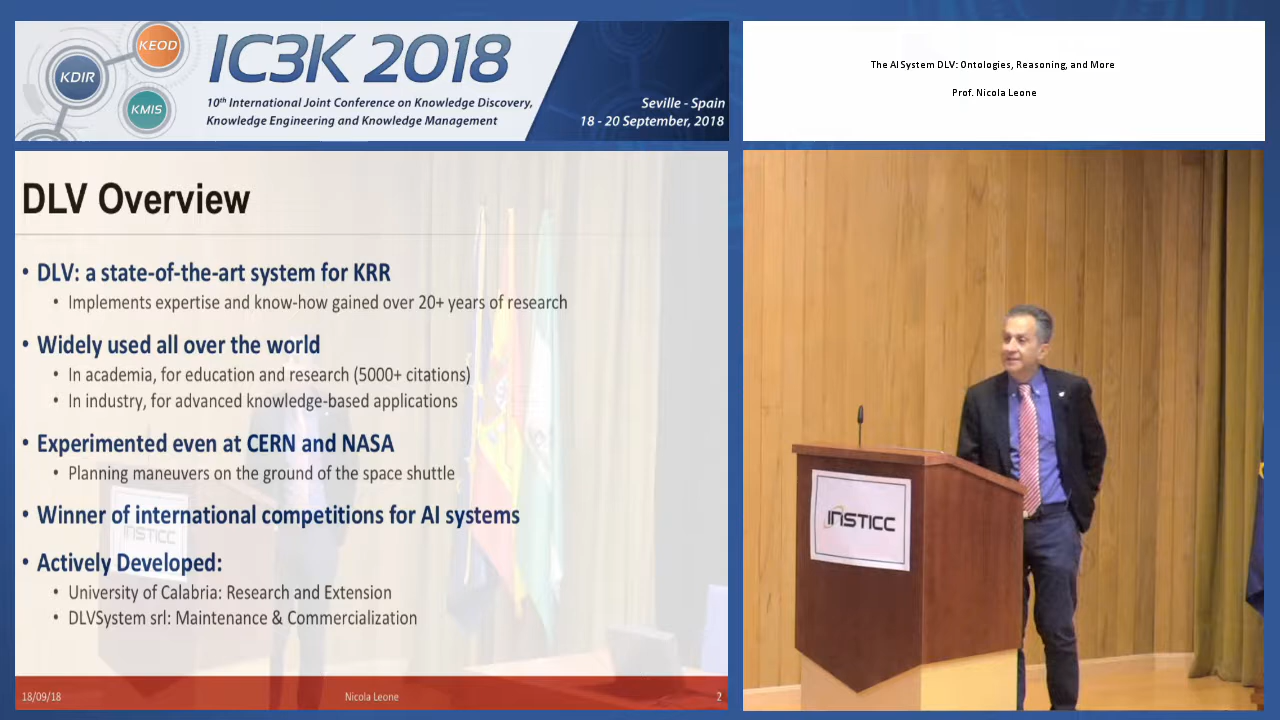 KEOD
KDIR
KMIS
IC3K 2018
10th International Joint Conference on Knowledge Discovery,
Knowledge Engineering and Knowledge Management
Seville - Spain
18 - 20 September, 2018
The AI System DLV: Ontologies, Reasoning, and More
Prof. Nicola Leone
DLV Overview
• DLV: a state-of-the-art system for KRR
• Implements expertise and know-how gained over 20+ years of research
• Widely used all over the world
• In academia, for education and research (5000+ citations)
• In industry, for advanced knowledge-based applications
• Experimented even at CERN and NASA
• Planning maneuvers on the ground of the space shuttle
• Winner of international competitions for AI systems
• Actively Developed:
• University of Calabria: Research and Extension
• DLVSystem srl: Maintenance & Commercialization
18/09/18 Nicola Leone 2
INSTICC